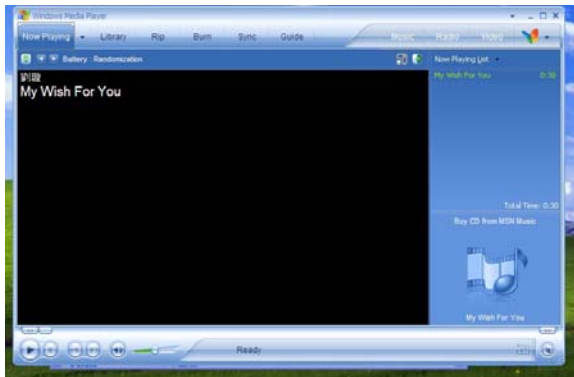 Windows Media Player
Now Playing Library Rip Burn Sync Guide Music Radio Video
Battery: Randomization
Now Playing List
My Wish For You
My Wish For You 0:30
Total Time: 0:30
Buy CD from MSN Music
My Wish For You
Ready